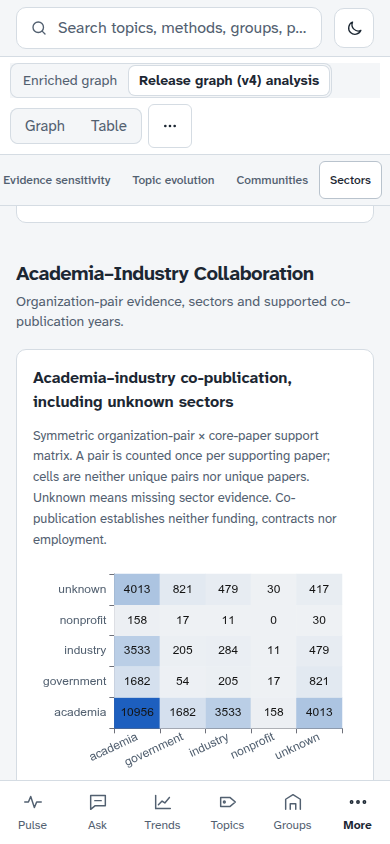 Search topics, methods, groups, p...
Enriched graph
Release graph (v4) analysis
Graph
Table
Evidence sensitivity
Topic evolution
Communities
Sectors
Academia–Industry Collaboration
Organization-pair evidence, sectors and supported co-
publication years.
Academia–industry co-publication,
including unknown sectors
Symmetric organization-pair × core-paper support
matrix. A pair is counted once per supporting paper;
cells are neither unique pairs nor unique papers.
Unknown means missing sector evidence. Co-
publication establishes neither funding, contracts nor
employment.
unknown 4013 821 479 30 417
nonprofit 158 17 11 0 30
industry 3533 205 284 11 479
government 1682 54 205 17 821
academia 10956 1682 3533 158 4013
academia government industry nonprofit unknown
Pulse
Ask
Trends
Topics
Groups
More